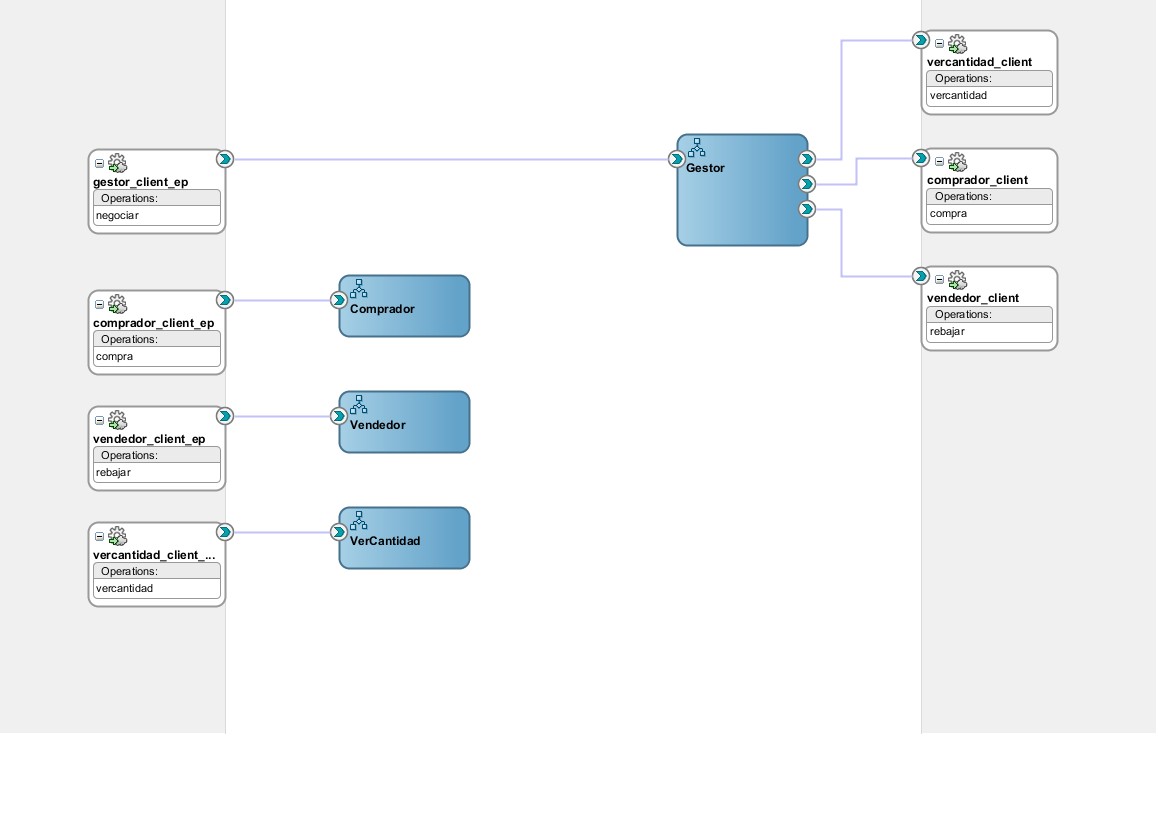 vercantidad_client
Operations:
vercantidad
gestor_client_ep
Operations:
negociar
Gestor
comprador_client
Operations:
compra
vendedor_client
Operations:
rebajar
comprador_client_ep
Operations:
compra
Comprador
vendedor_client_ep
Operations:
rebajar
Vendedor
vercantidad_client_...
Operations:
vercantidad
VerCantidad